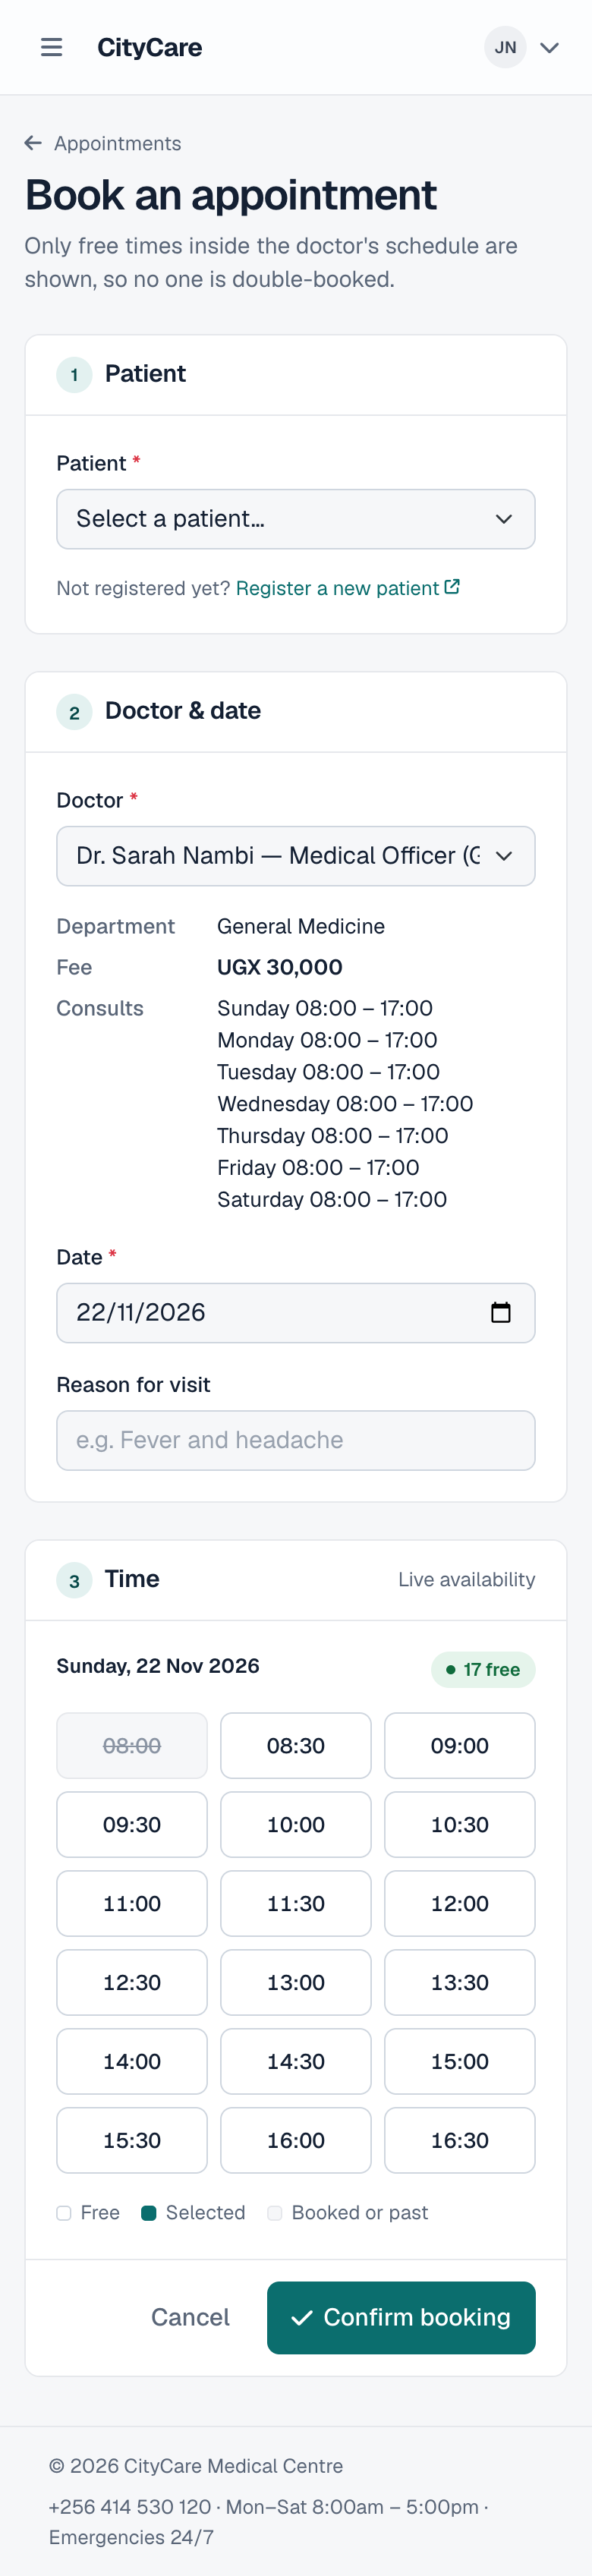 CityCare
JN
Appointments
Book an appointment
Only free times inside the doctor's schedule are
shown, so no one is double-booked.
1 Patient
Patient *
Select a patient...
Not registered yet? Register a new patient
2 Doctor & date
Doctor *
Dr. Sarah Nambi — Medical Officer (
Department General Medicine
Fee UGX 30,000
Consults Sunday 08:00 – 17:00
Monday 08:00 – 17:00
Tuesday 08:00 – 17:00
Wednesday 08:00 – 17:00
Thursday 08:00 – 17:00
Friday 08:00 – 17:00
Saturday 08:00 – 17:00
Date *
22/11/2026
Reason for visit
e.g. Fever and headache
3 Time Live availability
Sunday, 22 Nov 2026 17 free
08:00 08:30 09:00
09:30 10:00 10:30
11:00 11:30 12:00
12:30 13:00 13:30
14:00 14:30 15:00
15:30 16:00 16:30
Free Selected Booked or past
Cancel Confirm booking
© 2026 CityCare Medical Centre
+256 414 530 120 · Mon–Sat 8:00am – 5:00pm ·
Emergencies 24/7